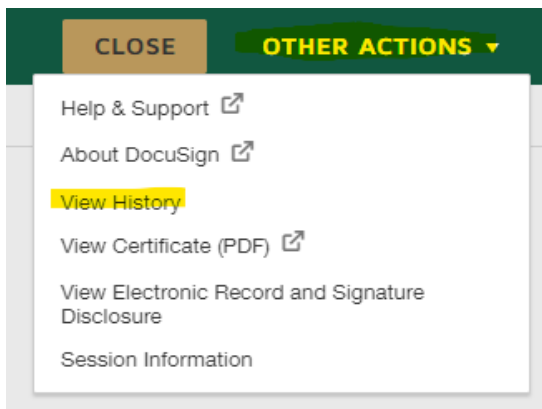 CLOSE OTHER ACTIONS
Help & Support
About DocuSign
View History
View Certificate (PDF)
View Electronic Record and Signature
Disclosure
Session Information